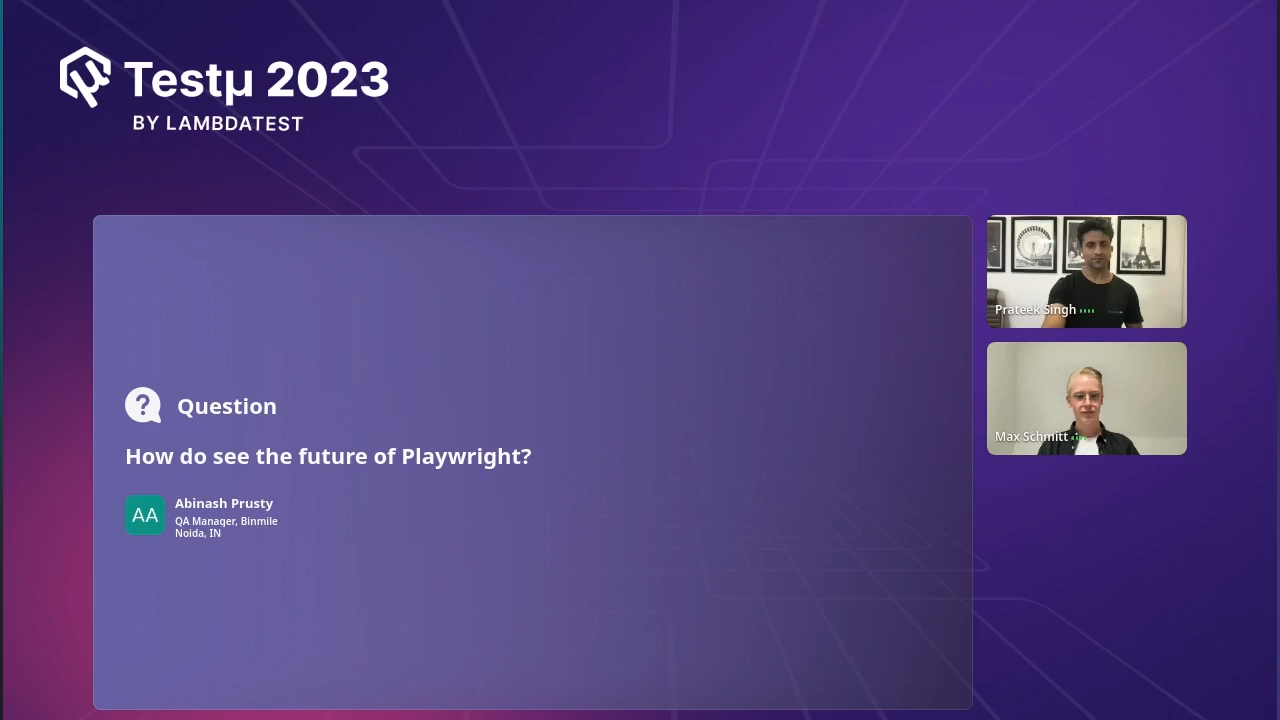 Testμ 2023
BY LAMBDATEST
Question
How do see the future of Playwright?
AA
Abinash Prusty
QA Manager, Binmile
Noida, IN
Prateek Singh
Max Schmitt